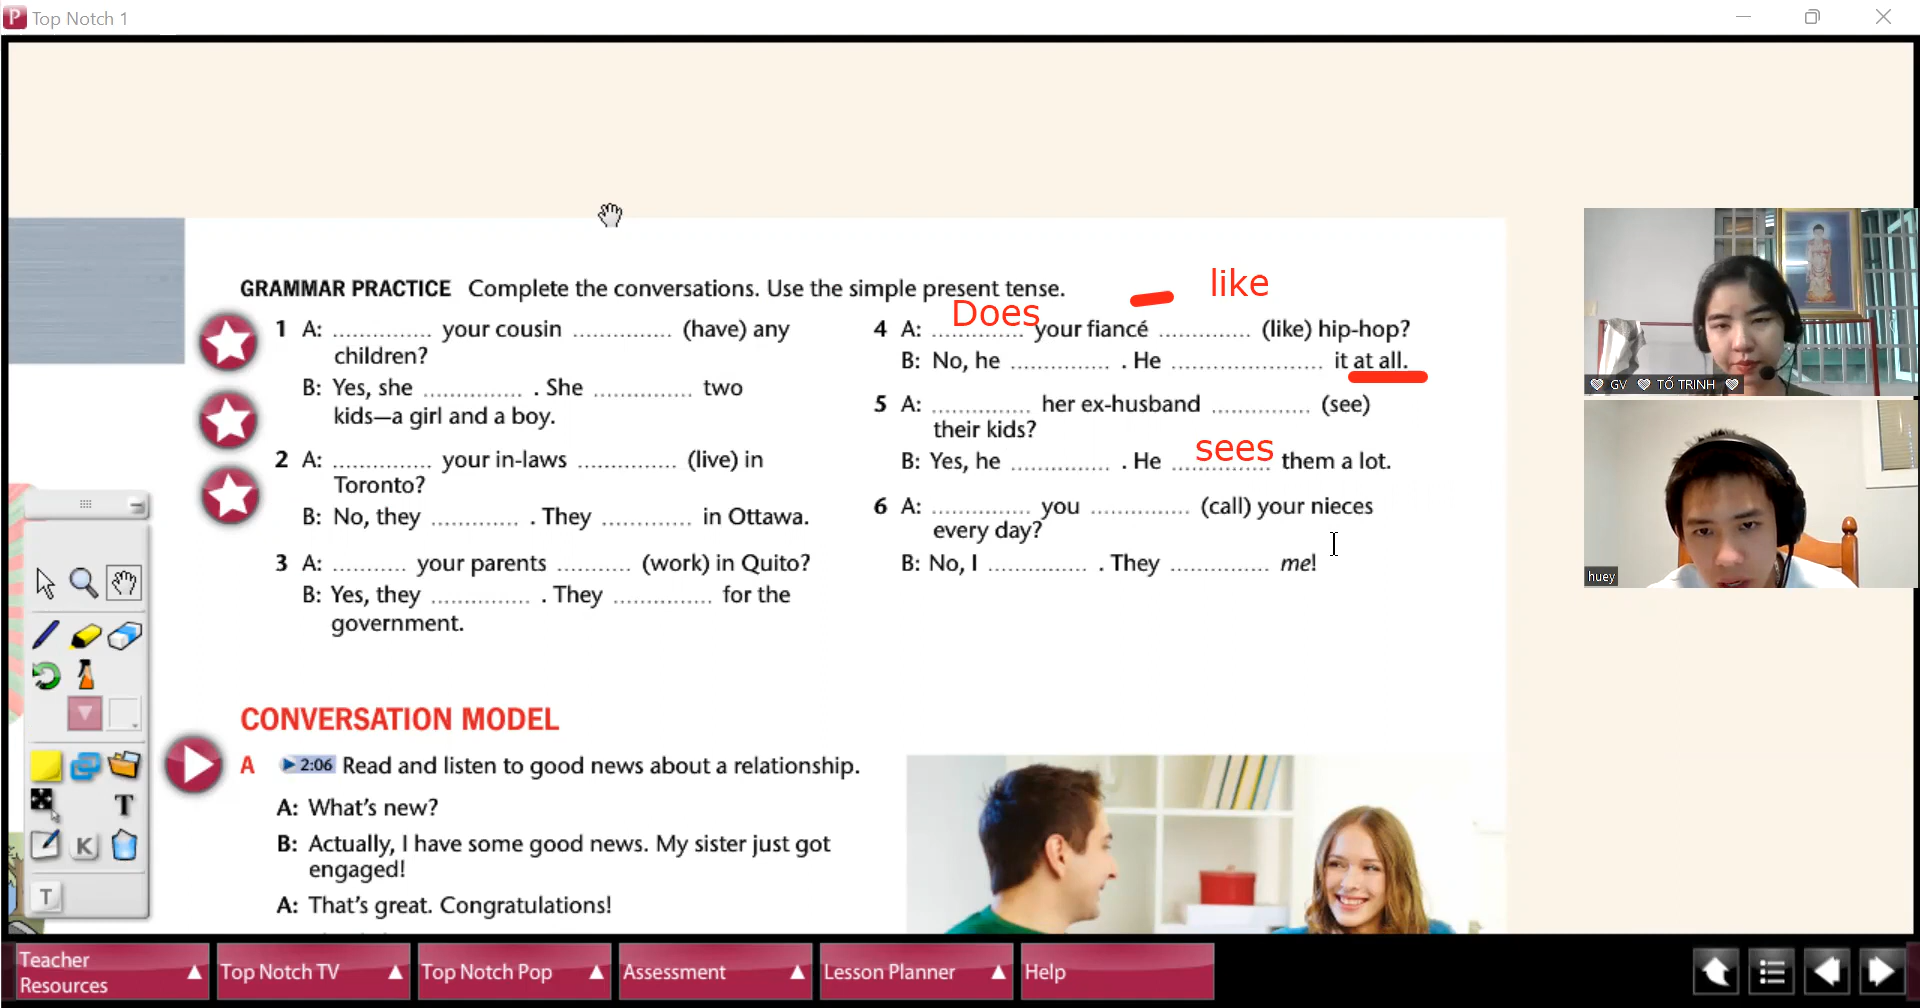 Top Notch 1
GRAMMAR PRACTICE Complete the conversations. Use the simple present tense.
1 A: .............. your cousin .............. (have) any
children?
B: Yes, she .............. . She .............. two
kids—a girl and a boy.
2 A: .............. your in-laws .............. (live) in
Toronto?
B: No, they ............ . They ............. in Ottawa.
3 A: ........... your parents ........... (work) in Quito?
B: Yes, they .............. . They .............. for the
government.
like
Does
4 A: ............. your fiancé ............. (like) hip-hop?
B: No, he .............. . He ...................... it at all.
5 A: .............. her ex-husband .............. (see)
their kids?
sees
B: Yes, he .............. . He .............. them a lot.
6 A: .............. you .............. (call) your nieces
every day?
B: No, I .............. . They .............. me!
CONVERSATION MODEL
A 2:06 Read and listen to good news about a relationship.
A: What's new?
B: Actually, I have some good news. My sister just got
engaged!
A: That's great. Congratulations!
GV TỐ TRINH
huey
T
K
T
Teacher
Resources
Top Notch TV
Top Notch Pop
Assessment
Lesson Planner
Help